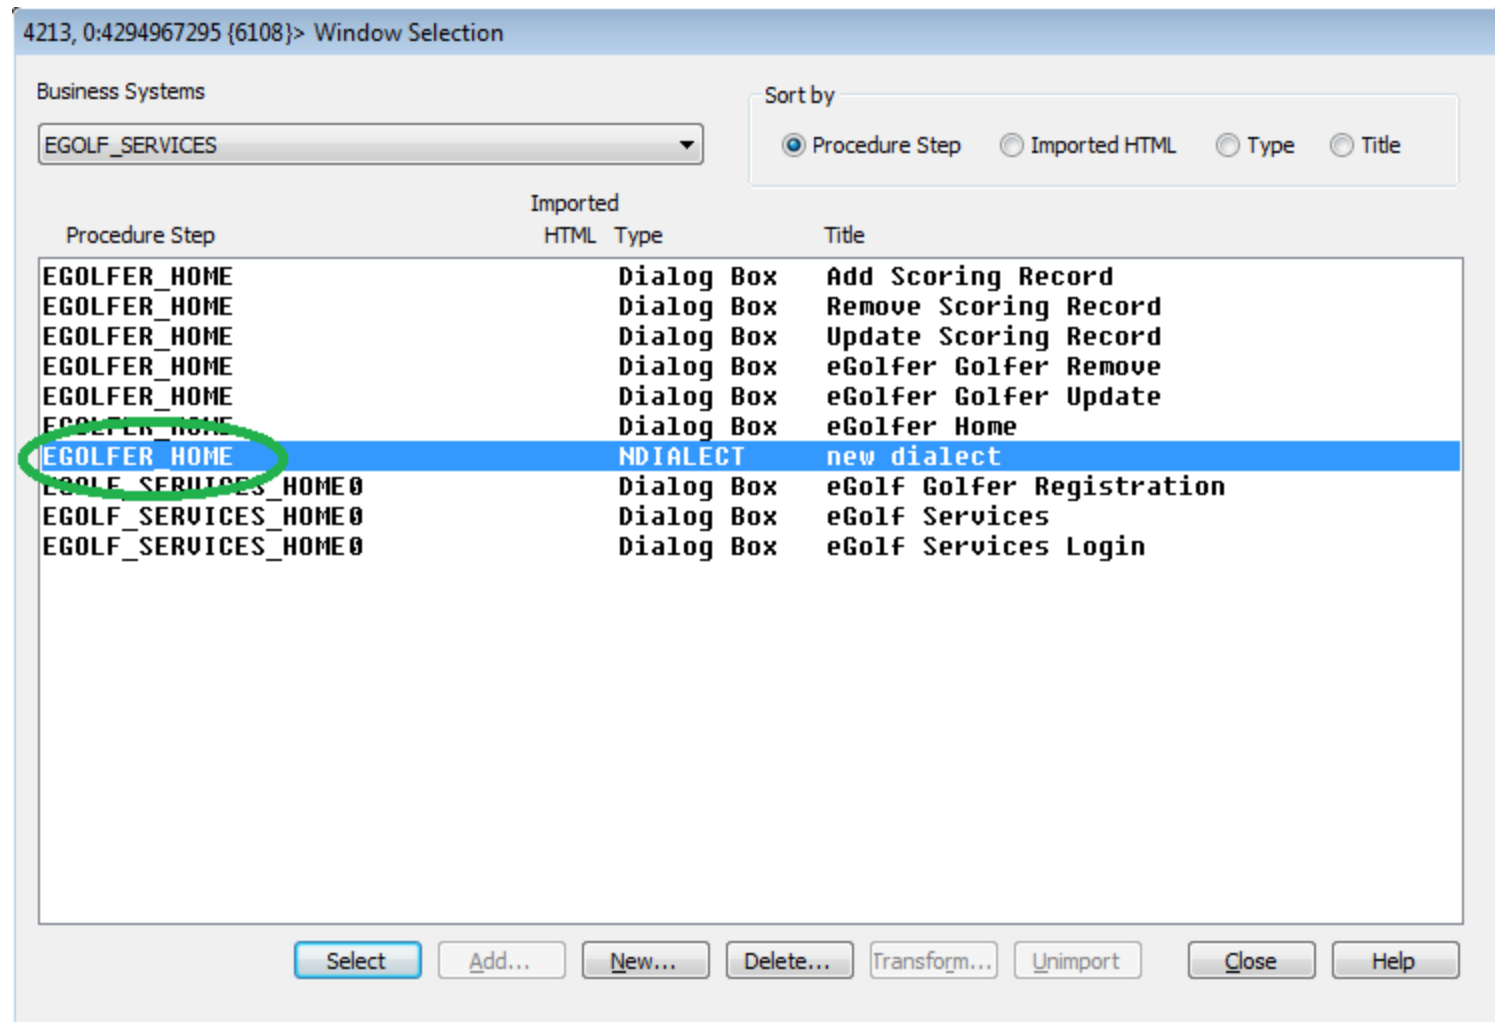 4213, 0:4294967295 {6108}> Window Selection
Business Systems
Sort by
EGOLF_SERVICES
Procedure Step Imported HTML Type Title
Imported
Procedure Step HTML Type Title
EGOLFER_HOME Dialog Box Add Scoring Record
EGOLFER_HOME Dialog Box Remove Scoring Record
EGOLFER_HOME Dialog Box Update Scoring Record
EGOLFER_HOME Dialog Box eGolfer Golfer Remove
EGOLFER_HOME Dialog Box eGolfer Golfer Update
EGOLFER_HOME Dialog Box eGolfer Home
EGOLFER_HOME NDIALECT new dialect
EGOLF_SERVICES_HOME0 Dialog Box eGolf Golfer Registration
EGOLF_SERVICES_HOME0 Dialog Box eGolf Services
EGOLF_SERVICES_HOME0 Dialog Box eGolf Services Login
Select Add... New... Delete... Transform... Unimport Close Help